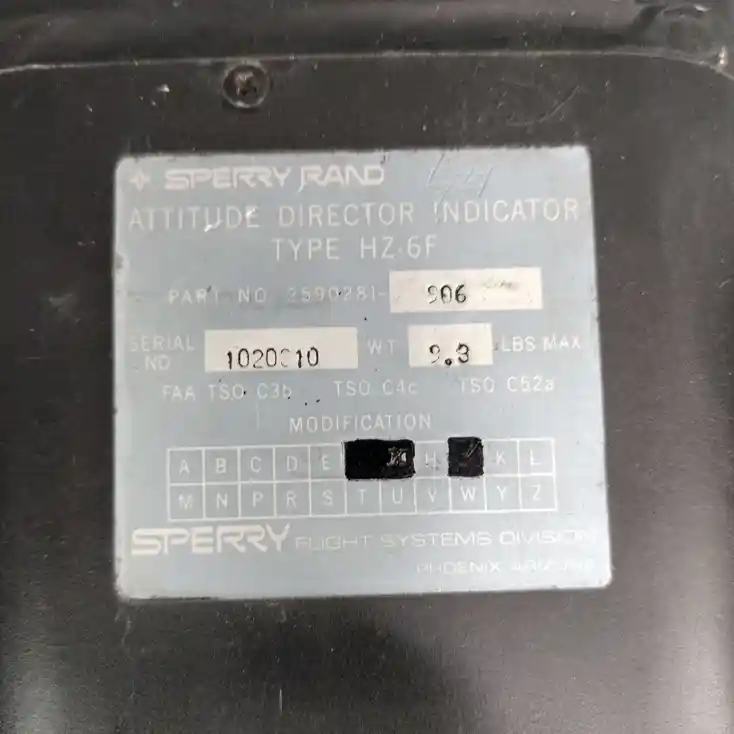 SPERRY RAND
ATTITUDE DIRECTOR INDICATOR
TYPE HZ-6F
PART NO 2590281- 906
SERIAL NO WT 9.3 LBS MAX
FAA TSO C3b TSO C4c TSO C52a
MODIFICATION
A B C D E H K L
M N P R S T U V W Y Z
SPERRY FLIGHT SYSTEMS DIVISION
PHOENIX, ARIZONA